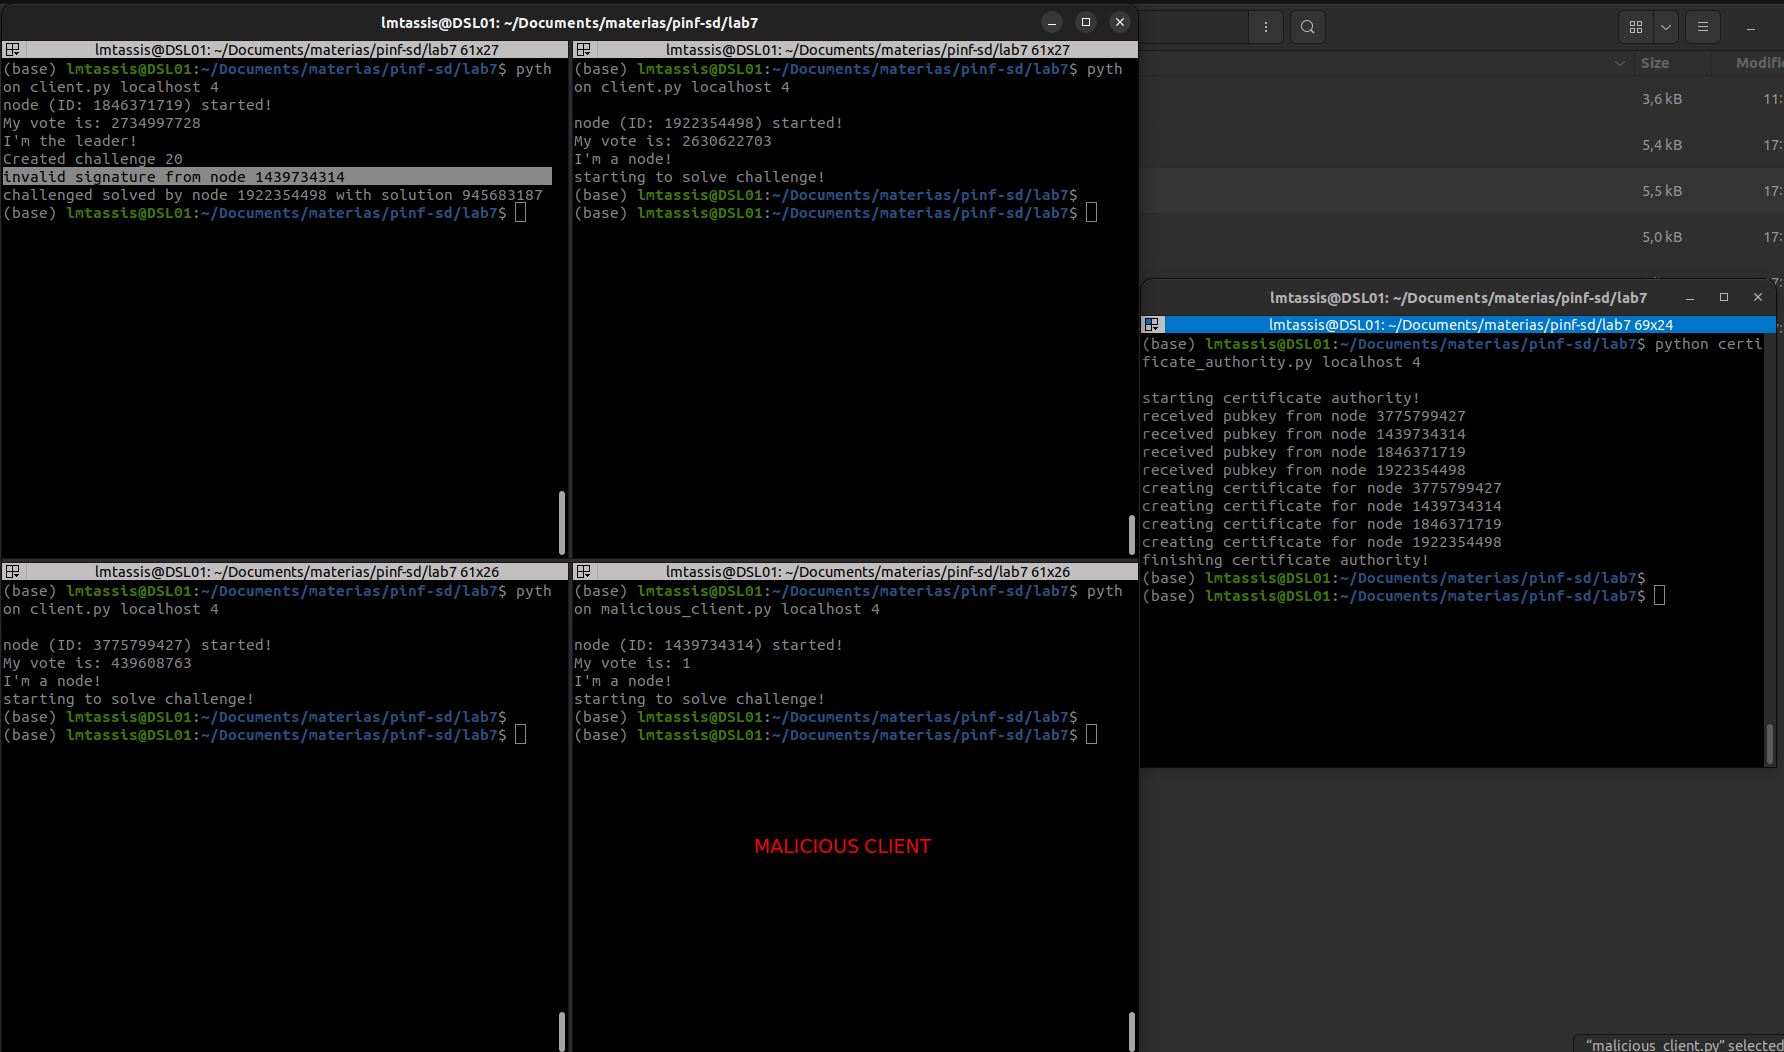 lmtassis@DSL01: ~/Documents/materias/pinf-sd/lab7
lmtassis@DSL01: ~/Documents/materias/pinf-sd/lab7 61x27
(base) lmtassis@DSL01:~/Documents/materias/pinf-sd/lab7$ pyth
on client.py localhost 4
node (ID: 1846371719) started!
My vote is: 2734997728
I'm the leader!
Created challenge 20
invalid signature from node 1439734314
challenged solved by node 1922354498 with solution 945683187
(base) lmtassis@DSL01:~/Documents/materias/pinf-sd/lab7$
lmtassis@DSL01: ~/Documents/materias/pinf-sd/lab7 61x27
(base) lmtassis@DSL01:~/Documents/materias/pinf-sd/lab7$ pyth
on client.py localhost 4
node (ID: 1922354498) started!
My vote is: 2630622703
I'm a node!
starting to solve challenge!
(base) lmtassis@DSL01:~/Documents/materias/pinf-sd/lab7$
(base) lmtassis@DSL01:~/Documents/materias/pinf-sd/lab7$
lmtassis@DSL01: ~/Documents/materias/pinf-sd/lab7 61x26
(base) lmtassis@DSL01:~/Documents/materias/pinf-sd/lab7$ pyth
on client.py localhost 4
node (ID: 3775799427) started!
My vote is: 439608763
I'm a node!
starting to solve challenge!
(base) lmtassis@DSL01:~/Documents/materias/pinf-sd/lab7$
(base) lmtassis@DSL01:~/Documents/materias/pinf-sd/lab7$
lmtassis@DSL01: ~/Documents/materias/pinf-sd/lab7 61x26
(base) lmtassis@DSL01:~/Documents/materias/pinf-sd/lab7$ pyth
on malicious_client.py localhost 4
node (ID: 1439734314) started!
My vote is: 1
I'm a node!
starting to solve challenge!
(base) lmtassis@DSL01:~/Documents/materias/pinf-sd/lab7$
(base) lmtassis@DSL01:~/Documents/materias/pinf-sd/lab7$
MALICIOUS CLIENT
Size Modifi
3,6 kB 11:
5,4 kB 17:
5,5 kB 17:
5,0 kB 17:
lmtassis@DSL01: ~/Documents/materias/pinf-sd/lab7
lmtassis@DSL01: ~/Documents/materias/pinf-sd/lab7 69x24
(base) lmtassis@DSL01:~/Documents/materias/pinf-sd/lab7$ python certi
ficate_authority.py localhost 4
starting certificate authority!
received pubkey from node 3775799427
received pubkey from node 1439734314
received pubkey from node 1846371719
received pubkey from node 1922354498
creating certificate for node 3775799427
creating certificate for node 1439734314
creating certificate for node 1846371719
creating certificate for node 1922354498
finishing certificate authority!
(base) lmtassis@DSL01:~/Documents/materias/pinf-sd/lab7$
(base) lmtassis@DSL01:~/Documents/materias/pinf-sd/lab7$
"malicious_client.py" selected